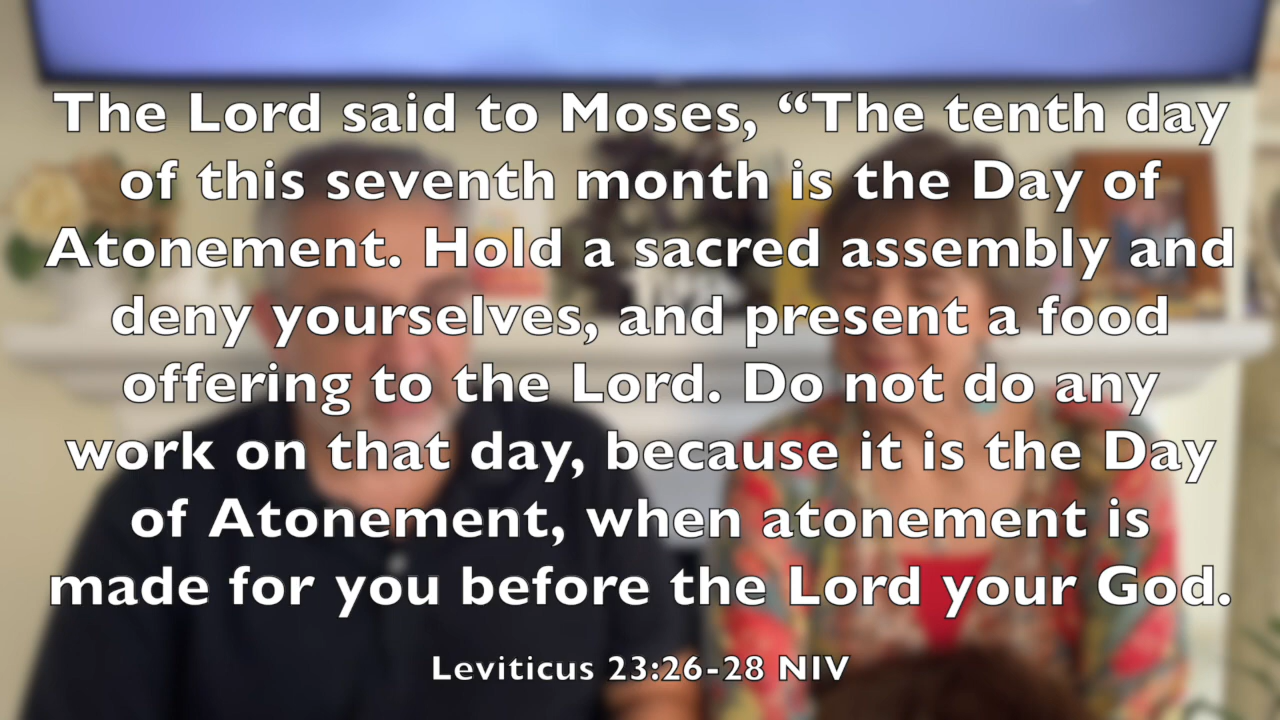 The Lord said to Moses, “The tenth day
of this seventh month is the Day of
Atonement. Hold a sacred assembly and
deny yourselves, and present a food
offering to the Lord. Do not do any
work on that day, because it is the Day
of Atonement, when atonement is
made for you before the Lord your God.
Leviticus 23:26-28 NIV